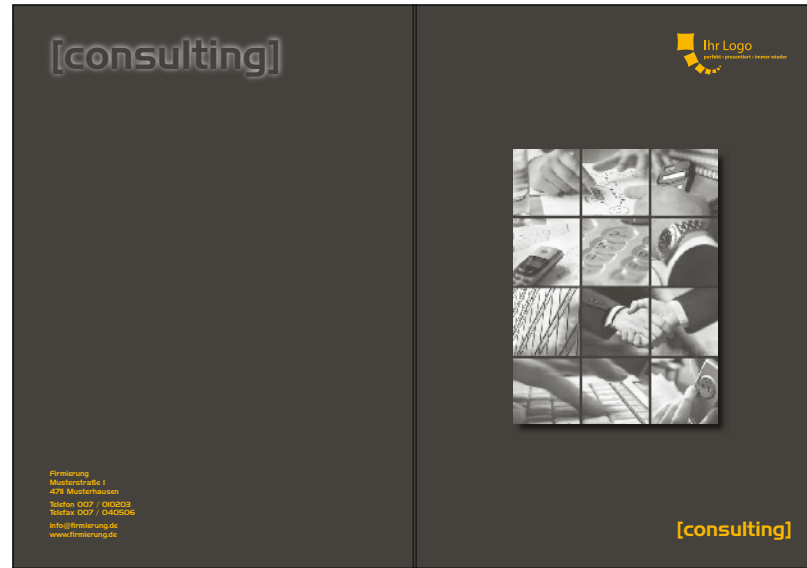 [consulting]
Firmierung
Musterstraße 1
4711 Musterhausen
Telefon 007 / 010203
Telefax 007 / 040506
info@firmierung.de
www.firmierung.de
Ihr Logo
perfekt • präsentiert • immer wieder
[consulting]